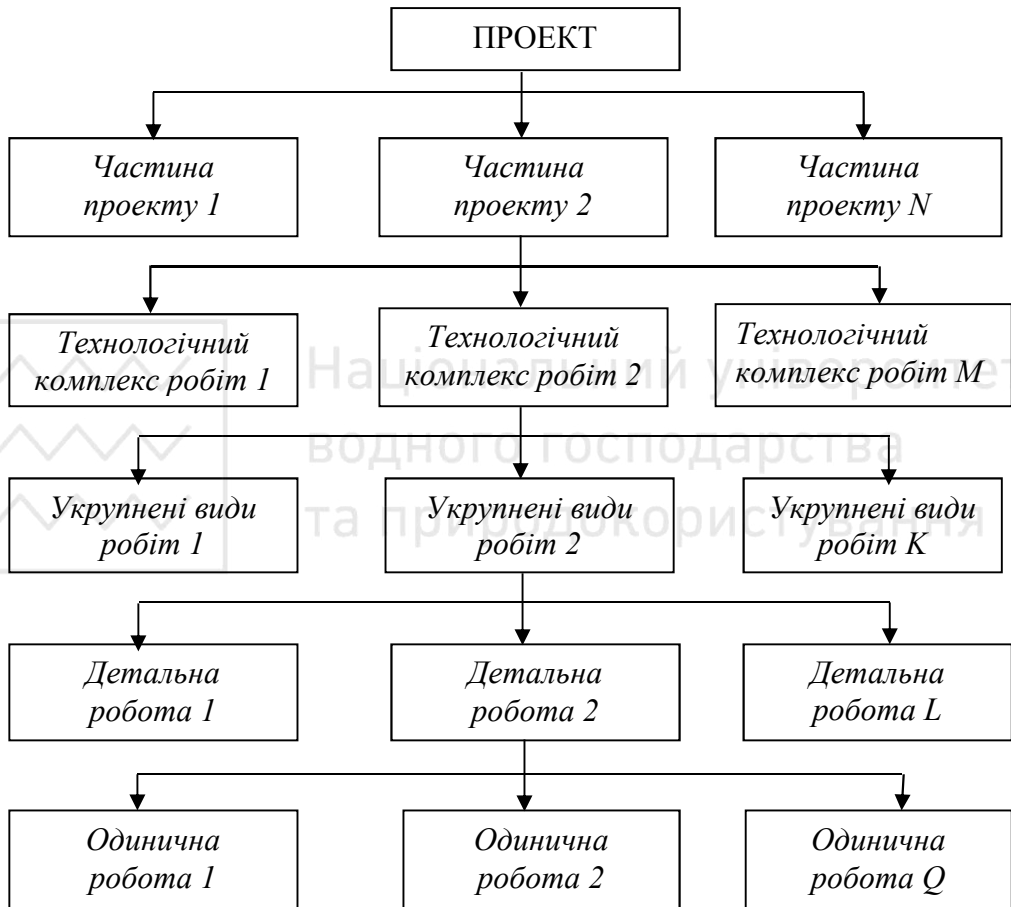 ПРОЕКТ
Частина
проекту 1
Частина
проекту 2
Частина
проекту N
Технологічний
комплекс робіт 1
Технологічний
комплекс робіт 2
Технологічний
комплекс робіт M
Національний університет
водного господарства
та природокористування
Укрупнені види
робіт 1
Укрупнені види
робіт 2
Укрупнені види
робіт K
Детальна
робота 1
Детальна
робота 2
Детальна
робота L
Одинична
робота 1
Одинична
робота 2
Одинична
робота Q